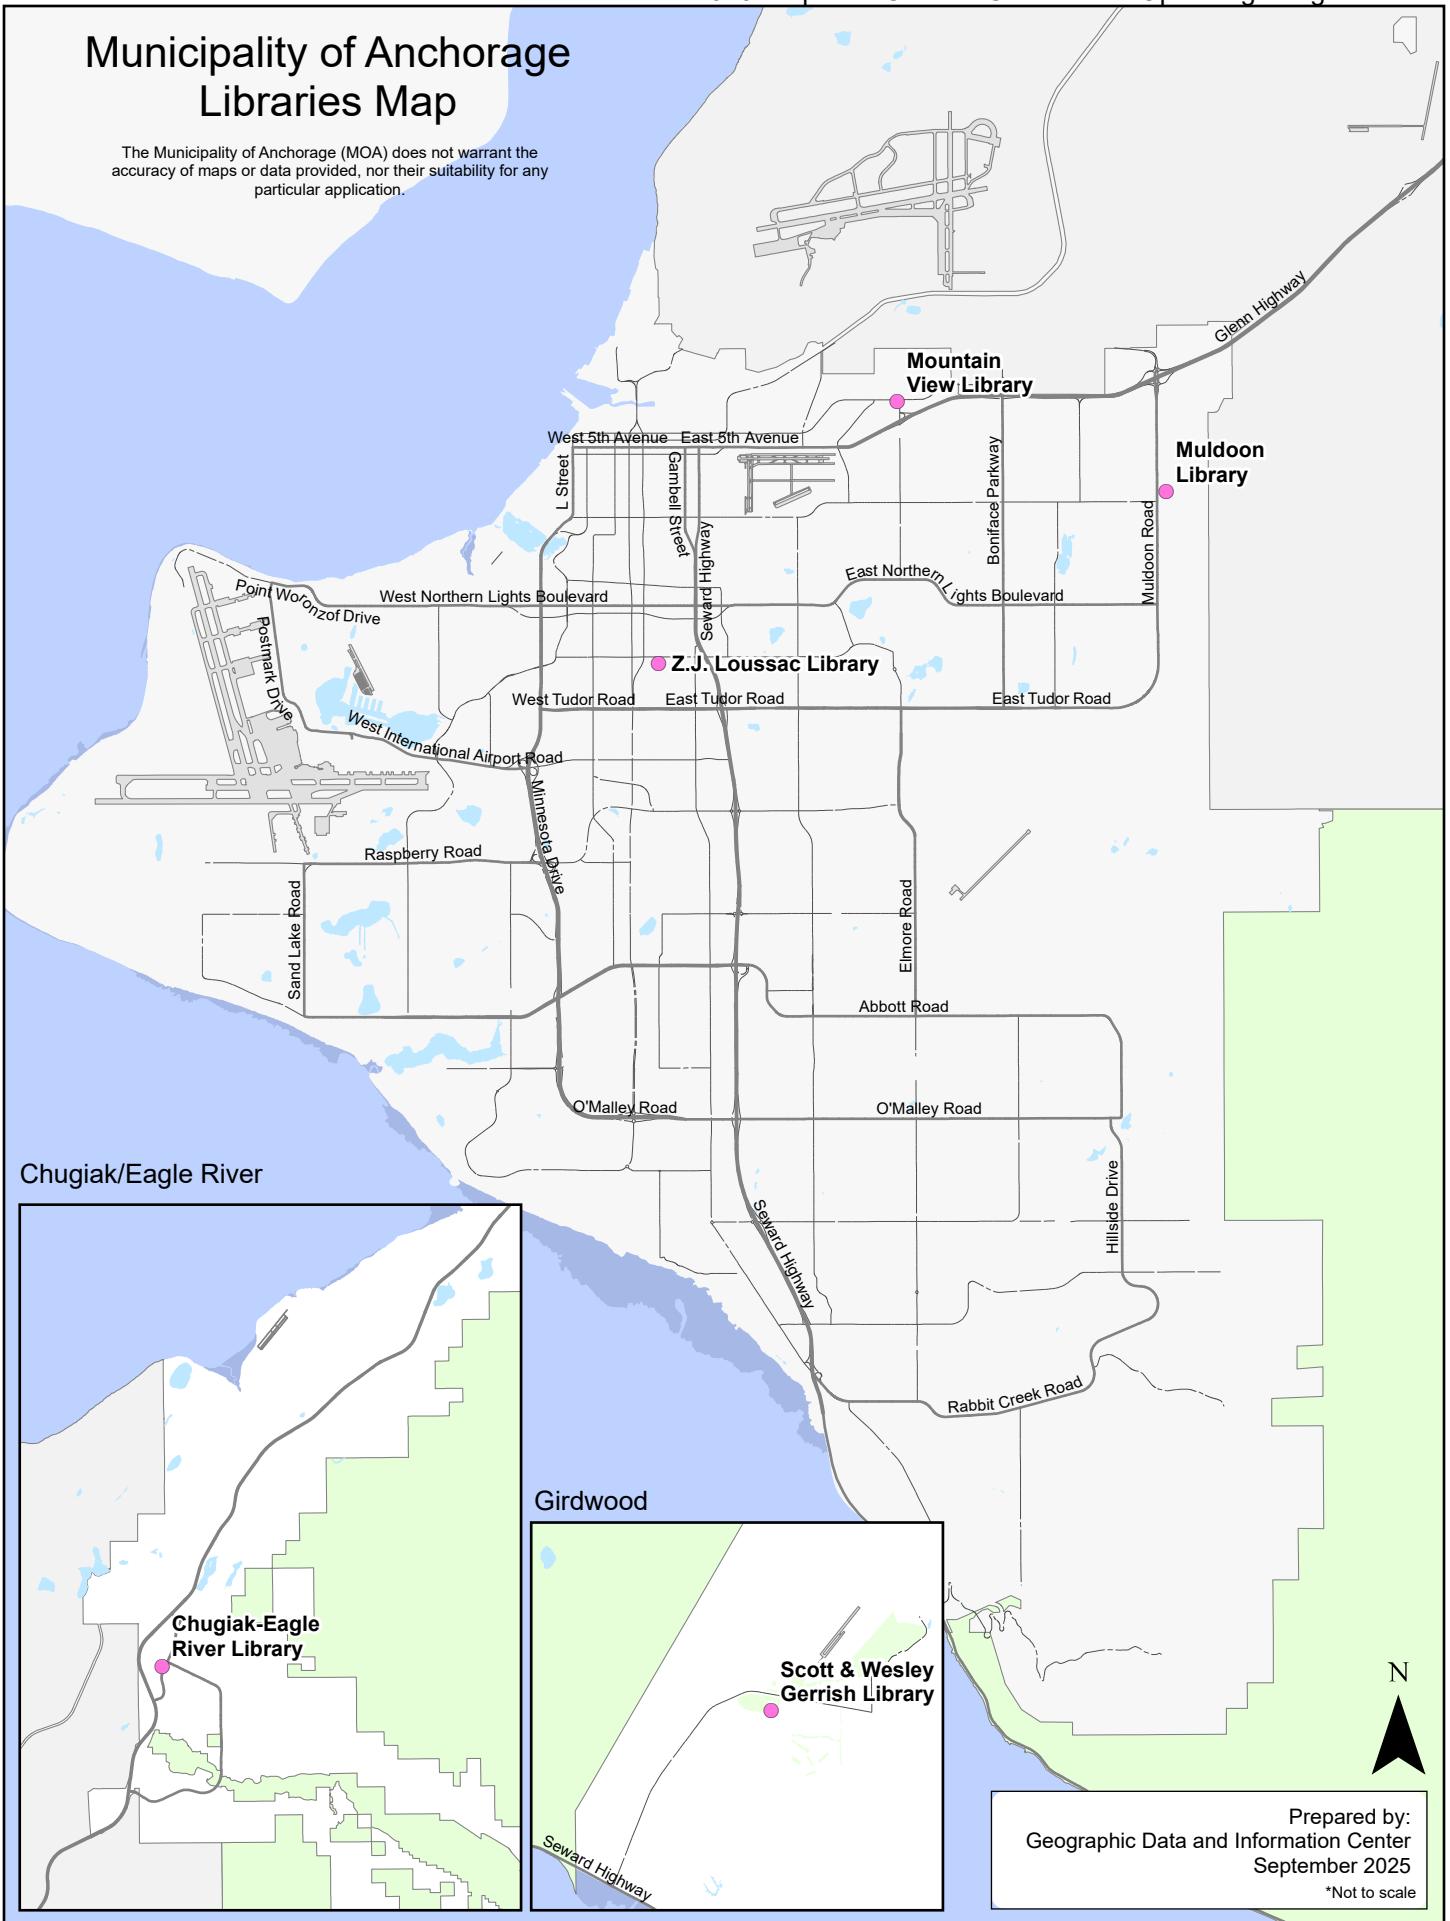 Municipality of Anchorage
Libraries Map
The Municipality of Anchorage (MOA) does not warrant the
accuracy of maps or data provided, nor their suitability for any
particular application.
Glenn Highway
Mountain
View Library
Muldoon
Library
West 5th Avenue
East 5th Avenue
L Street
Gambell Street
Seward Highway
Boniface Parkway
Muldoon Road
Point Woronzof Drive
West Northern Lights Boulevard
East Northern Lights Boulevard
Postmark Drive
Z.J. Loussac Library
West Tudor Road
East Tudor Road
East Tudor Road
West International Airport Road
Minnesota Drive
Raspberry Road
Sand Lake Road
Elmore Road
Abbott Road
O'Malley Road
O'Malley Road
Hillside Drive
Seward Highway
Rabbit Creek Road
Chugiak/Eagle River
Chugiak-Eagle
River Library
Girdwood
Scott & Wesley
Gerrish Library
Seward Highway
N
Prepared by:
Geographic Data and Information Center
September 2025
*Not to scale